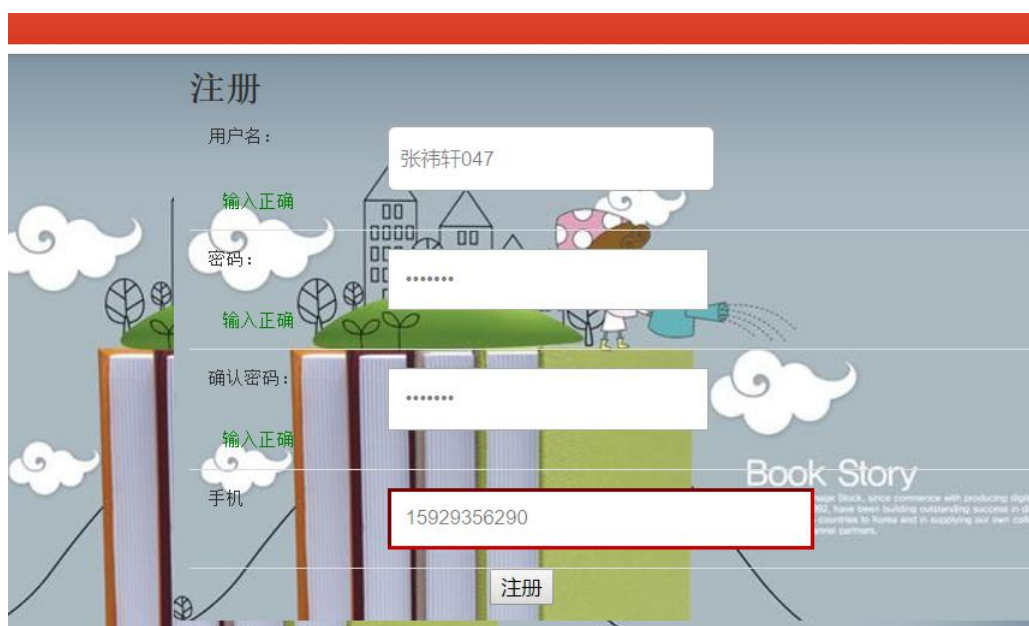 注册
用户名：
张祎轩047
输入正确
密码：
•••••••
输入正确
确认密码：
•••••••
输入正确
手机
15929356290
Book Story
注册